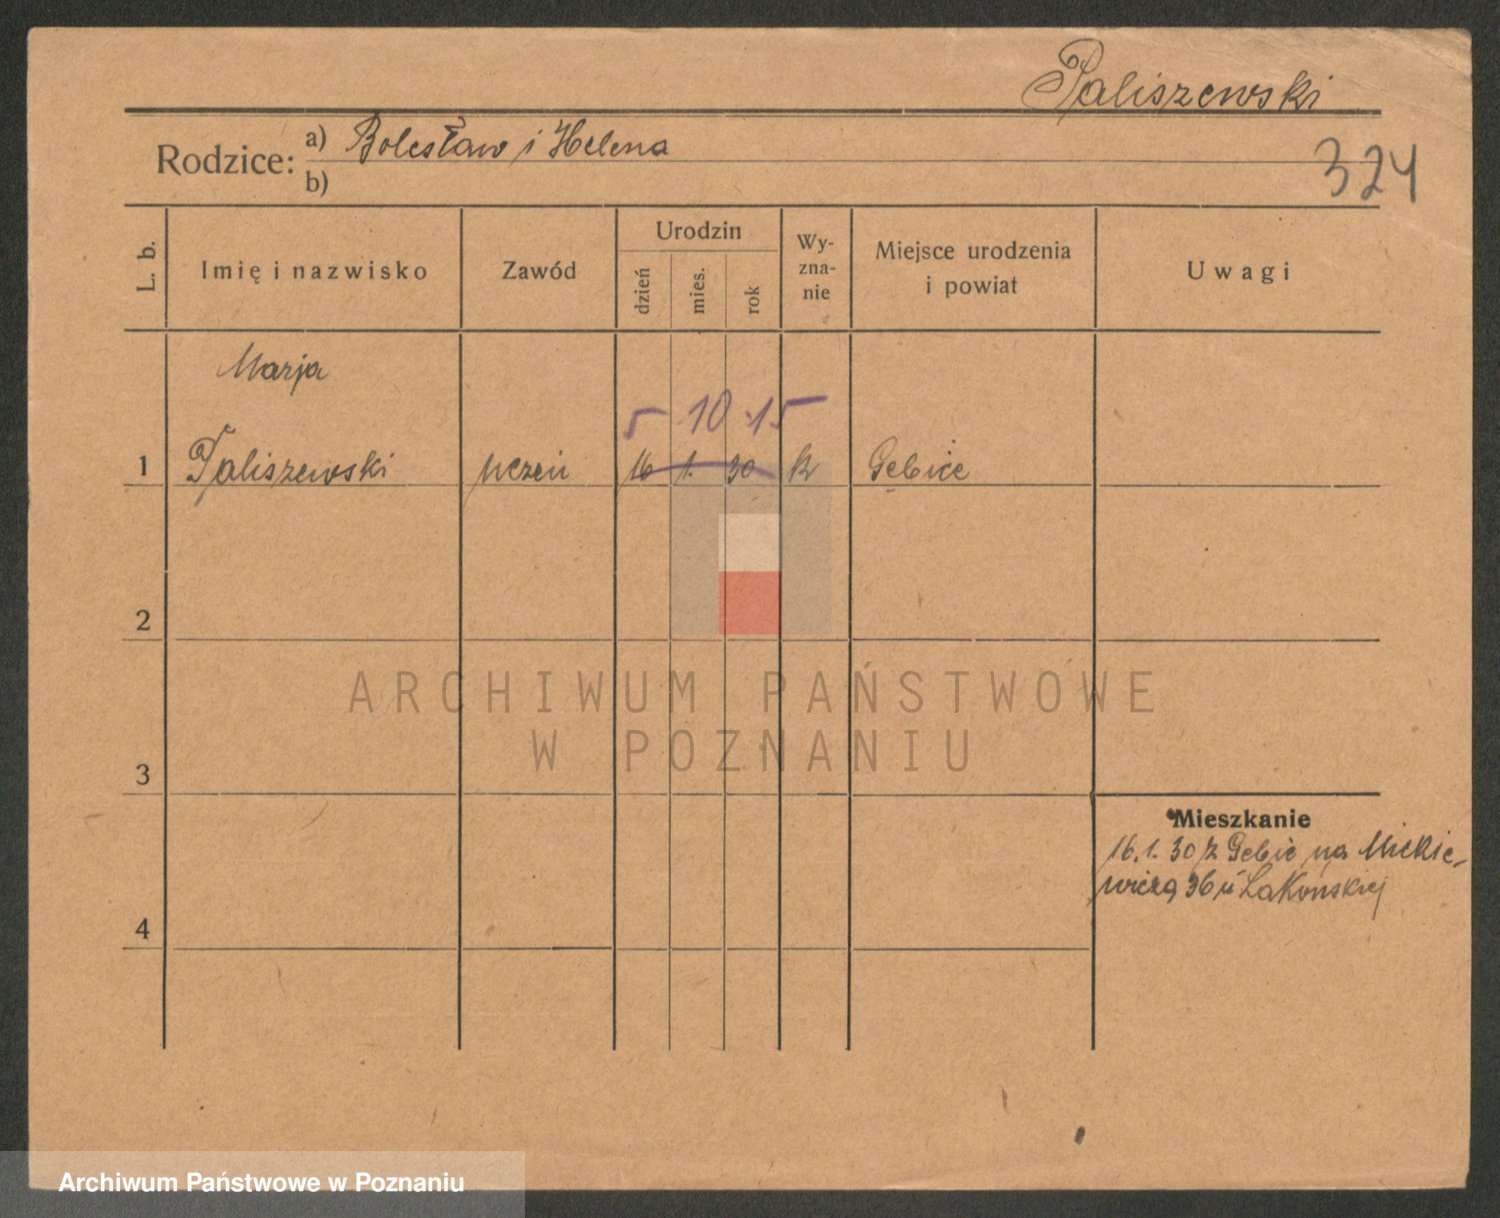 Paliszewski
Rodzice: a) Bolesław i Helena
b)
324
L. b.
Imię i nazwisko
Zawód
Urodzin
dzień
mies.
rok
Wy-
zna-
nie
Miejsce urodzenia
i powiat
Uwagi
Marja
5 10 15
1 Paliszewski uczeń 16 1. 30 k Gębice
2
3
4
Mieszkanie
16.1.30 z Gębic na Mickie-
wicza 36 u Łakońskiej
ARCHIWUM PAŃSTWOWE
W POZNANIU
Archiwum Państwowe w Poznaniu